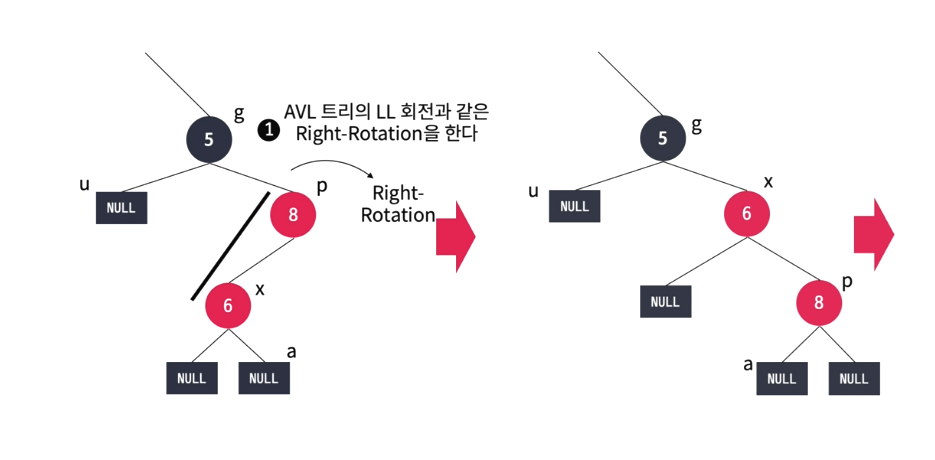 g
❶ AVL 트리의 LL 회전과 같은
Right-Rotation을 한다
5
u
NULL
p
8
Right-
Rotation
x
6
a
NULL
NULL
g
5
u
NULL
x
6
NULL
p
8
a
NULL
NULL